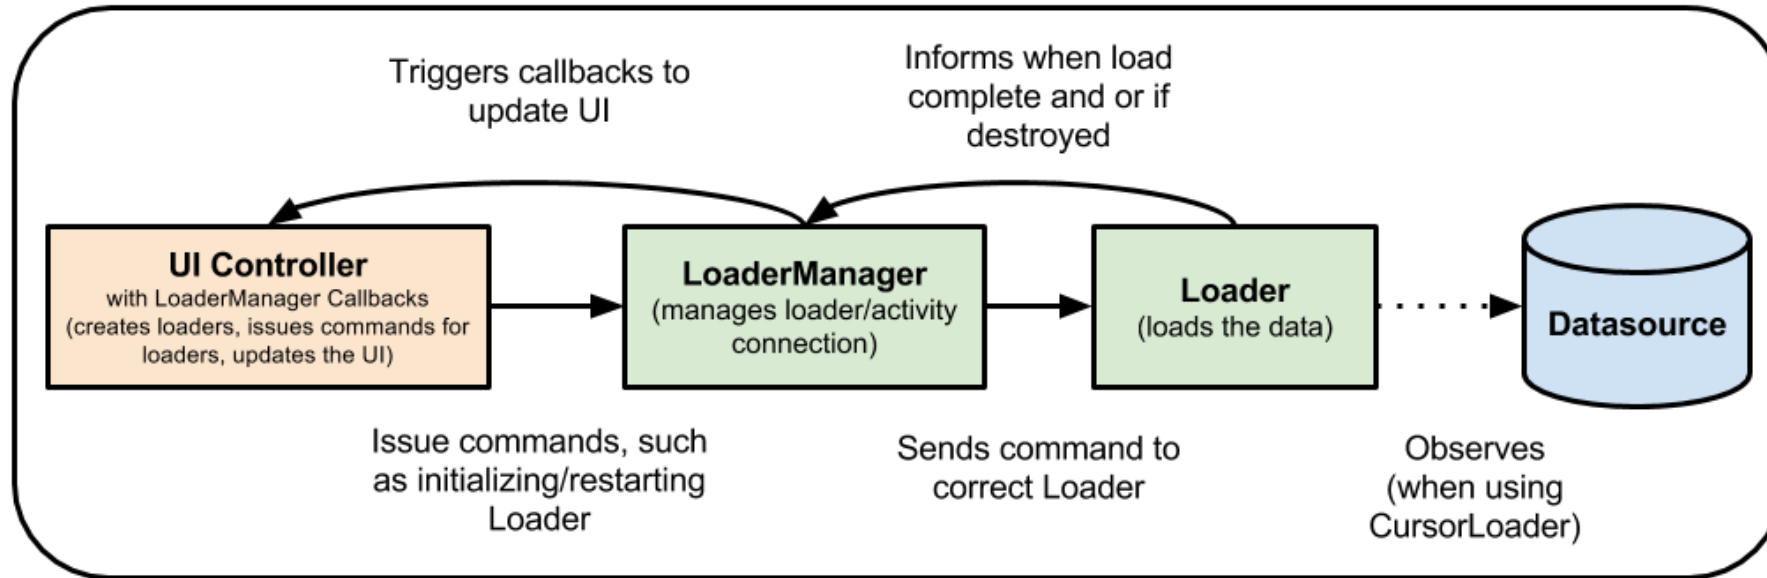 Triggers callbacks to
update UI
Informs when load
complete and or if
destroyed
UI Controller
with LoaderManager Callbacks
(creates loaders, issues commands for
loaders, updates the UI)
LoaderManager
(manages loader/activity
connection)
Loader
(loads the data)
Datasource
Issue commands, such
as initializing/restarting
Loader
Sends command to
correct Loader
Observes
(when using
CursorLoader)